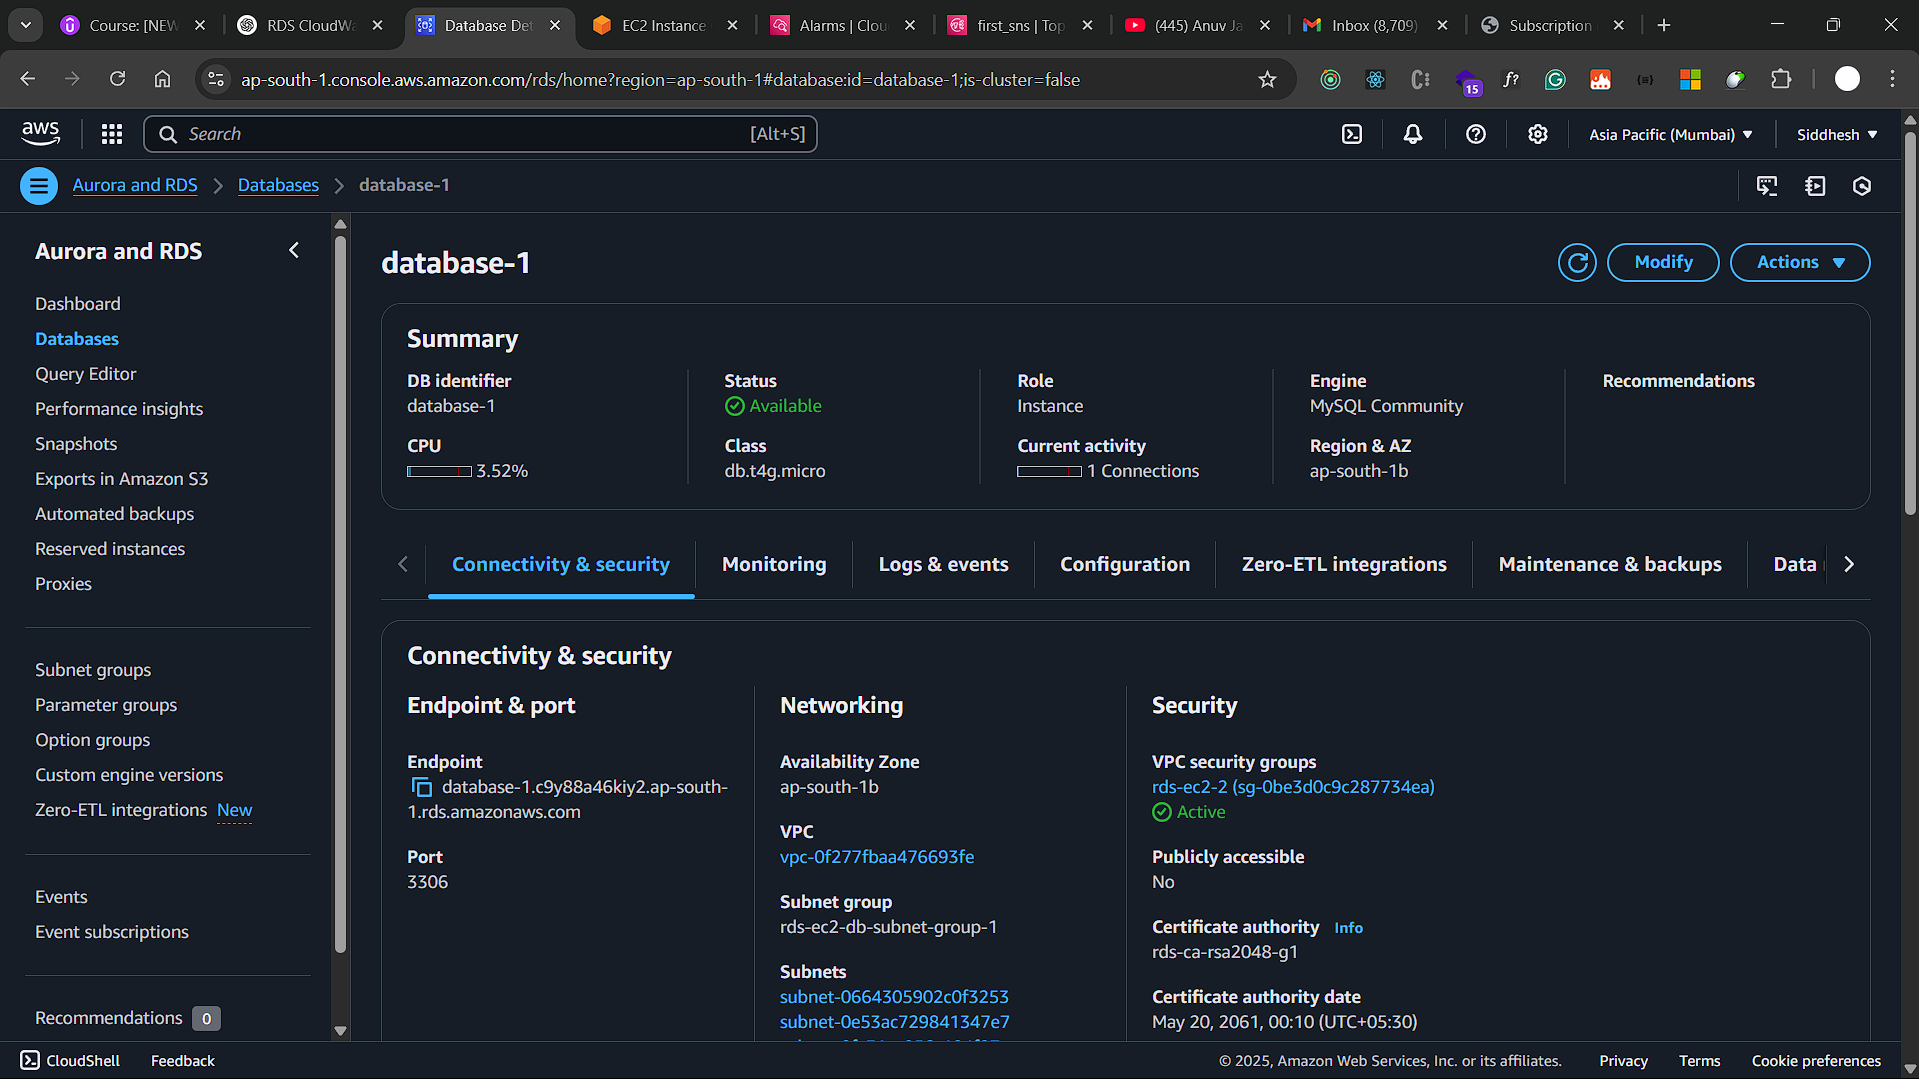 Course: [NEW
RDS CloudWa
Database Det
EC2 Instance
Alarms | Clou
first_sns | Top
(445) Anuv Ja
Inbox (8,709)
Subscription
ap-south-1.console.aws.amazon.com/rds/home?region=ap-south-1#database:id=database-1;is-cluster=false
15
aws
Search
[Alt+S]
Asia Pacific (Mumbai)
Siddhesh
Aurora and RDS
Databases
database-1
Aurora and RDS
Dashboard
Databases
Query Editor
Performance insights
Snapshots
Exports in Amazon S3
Automated backups
Reserved instances
Proxies
Subnet groups
Parameter groups
Option groups
Custom engine versions
Zero-ETL integrations New
Events
Event subscriptions
Recommendations 0
database-1
Modify
Actions
Summary
DB identifier
database-1
CPU
3.52%
Status
Available
Class
db.t4g.micro
Role
Instance
Current activity
1 Connections
Engine
MySQL Community
Region & AZ
ap-south-1b
Recommendations
Connectivity & security
Monitoring
Logs & events
Configuration
Zero-ETL integrations
Maintenance & backups
Data
Connectivity & security
Endpoint & port
Endpoint
database-1.c9y88a46kiy2.ap-south-
1.rds.amazonaws.com
Port
3306
Networking
Availability Zone
ap-south-1b
VPC
vpc-0f277fbaa476693fe
Subnet group
rds-ec2-db-subnet-group-1
Subnets
subnet-0664305902c0f3253
subnet-0e53ac729841347e7
Security
VPC security groups
rds-ec2-2 (sg-0be3d0c9c287734ea)
Active
Publicly accessible
No
Certificate authority Info
rds-ca-rsa2048-g1
Certificate authority date
May 20, 2061, 00:10 (UTC+05:30)
CloudShell
Feedback
© 2025, Amazon Web Services, Inc. or its affiliates.
Privacy
Terms
Cookie preferences